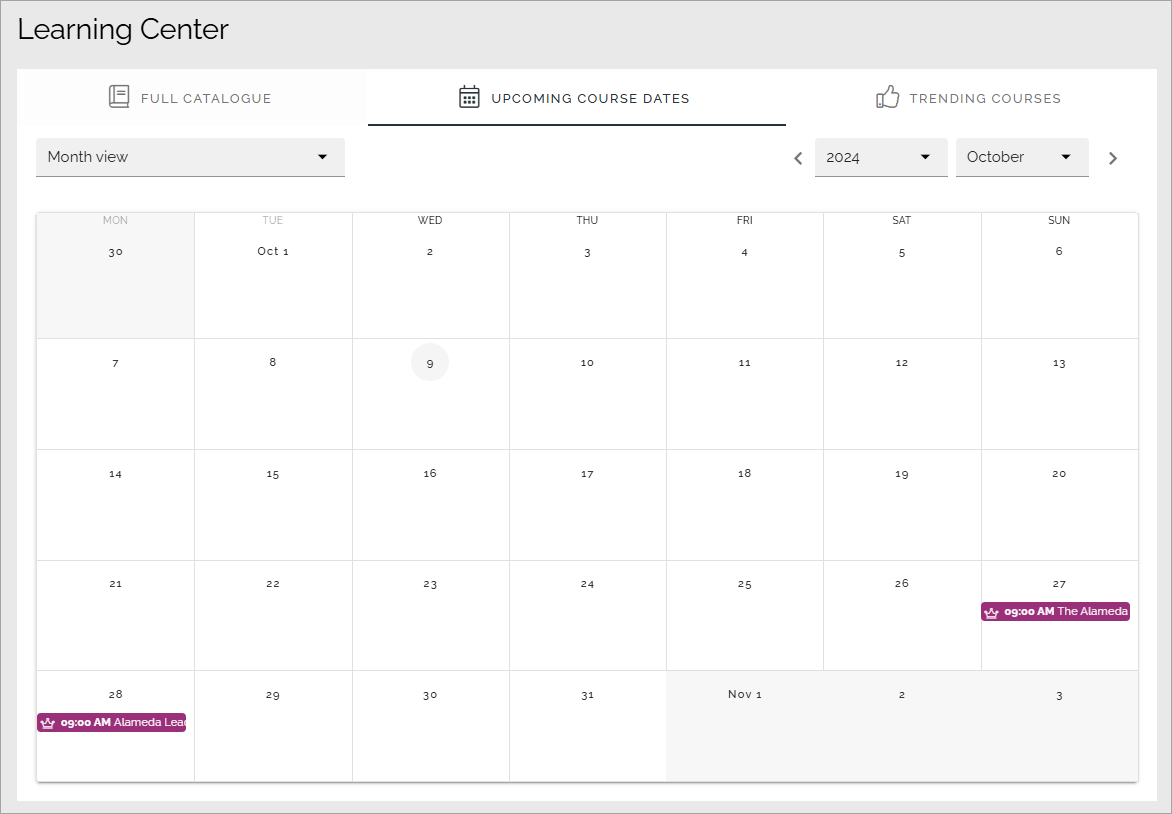 Learning Center
FULL CATALOGUE
UPCOMING COURSE DATES
TRENDING COURSES
Month view
2024
October
MON TUE WED THU FRI SAT SUN
30 Oct 1 2 3 4 5 6
7 8 9 10 11 12 13
14 15 16 17 18 19 20
21 22 23 24 25 26 27
09:00 AM The Alameda
28 29 30 31 Nov 1 2 3
09:00 AM Alameda